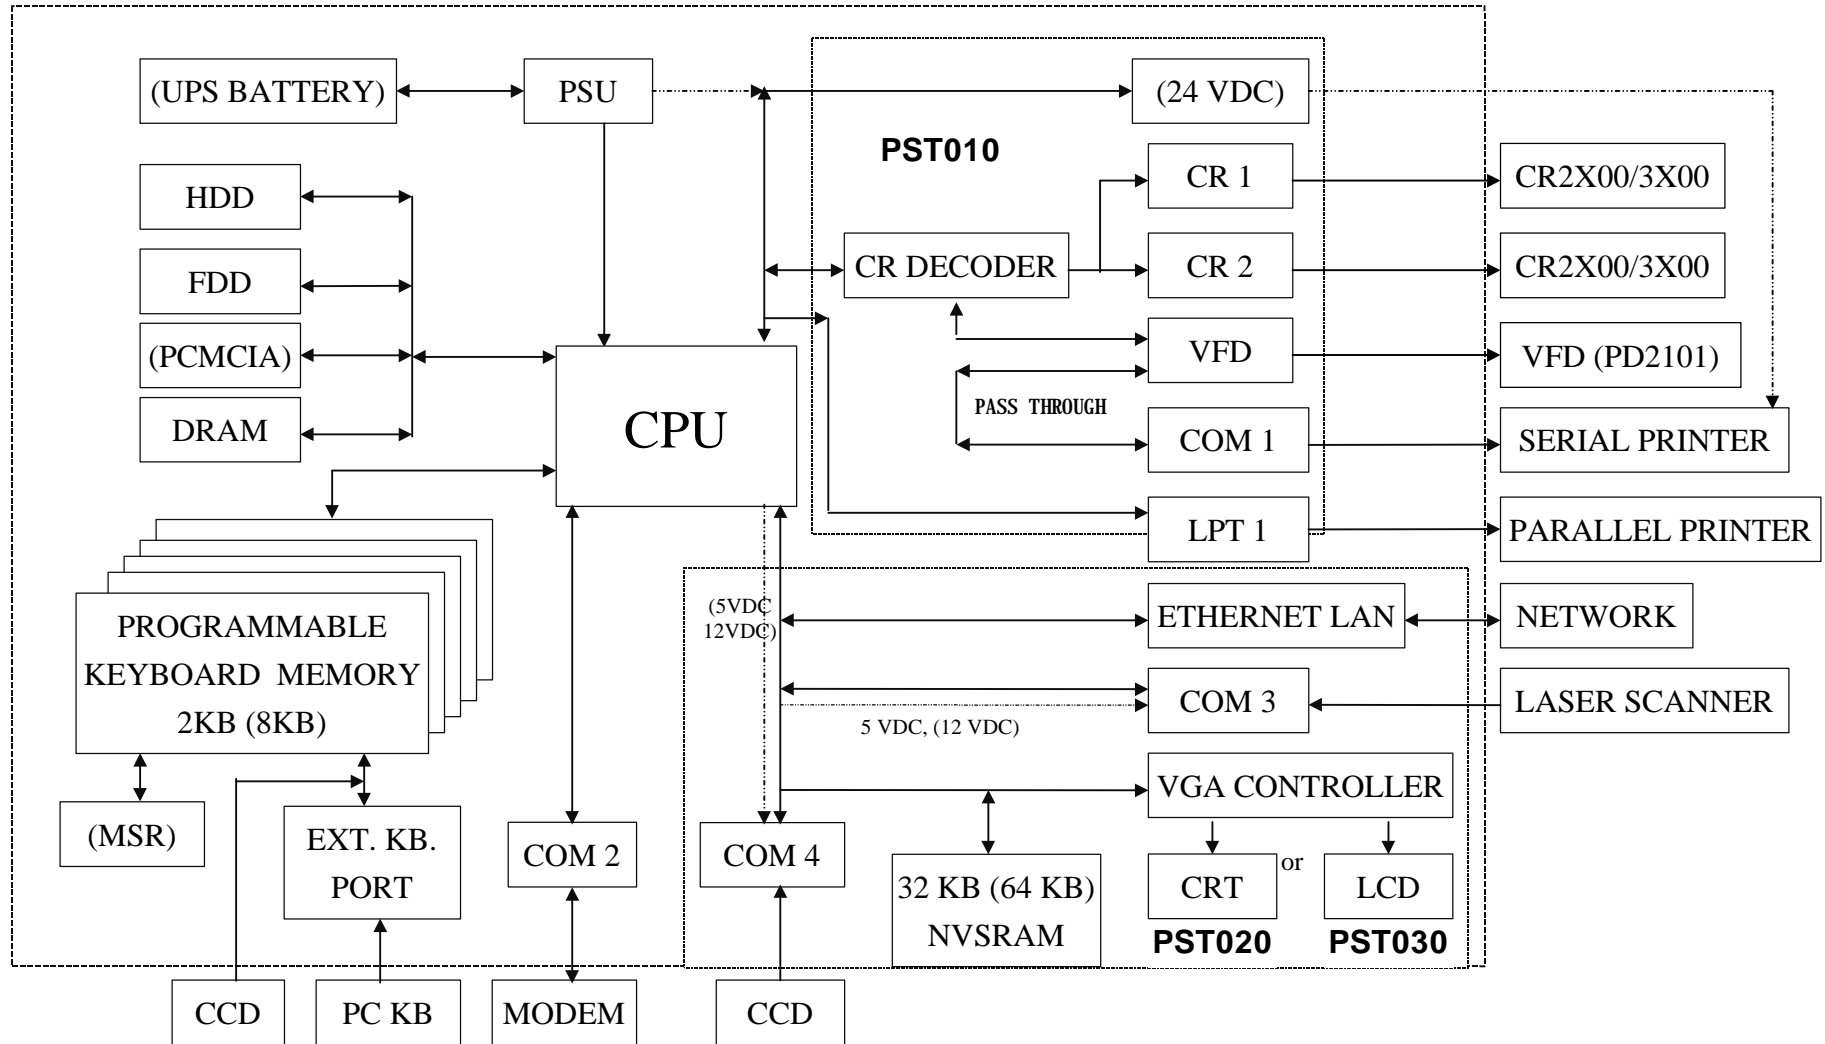 (UPS BATTERY)
PSU
(24 VDC)
PST010
HDD
CR 1
CR2X00/3X00
FDD
CR DECODER
CR 2
CR2X00/3X00
(PCMCIA)
VFD
VFD (PD2101)
DRAM
CPU
PASS THROUGH
COM 1
SERIAL PRINTER
LPT 1
PARALLEL PRINTER
PROGRAMMABLE
KEYBOARD MEMORY
2KB (8KB)
(5VDC
12VDC)
ETHERNET LAN
NETWORK
COM 3
LASER SCANNER
5 VDC, (12 VDC)
VGA CONTROLLER
(MSR)
EXT. KB.
PORT
COM 2
COM 4
32 KB (64 KB)
NVSRAM
CRT
or
LCD
PST020
PST030
CCD
PC KB
MODEM
CCD